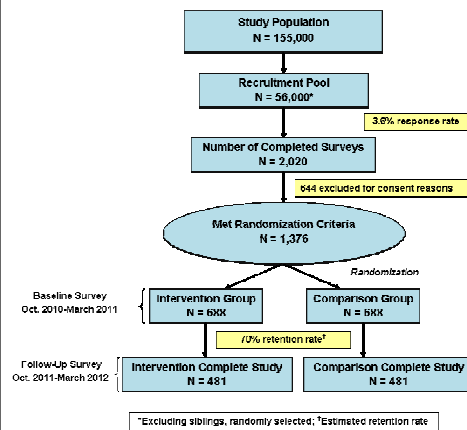 Study Population
N = 155,000
Recruitment Pool
N = 56,000*
3.6% response rate
Number of Completed Surveys
N = 2,020
644 excluded for consent reasons
Met Randomization Criteria
N = 1,376
Randomization
Baseline Survey
Oct. 2010-March 2011
Intervention Group
N = 688
Comparison Group
N = 688
70% retention rate†
Follow-Up Survey
Oct. 2011-March 2012
Intervention Complete Study
N = 481
Comparison Complete Study
N = 481
*Excluding siblings, randomly selected; †Estimated retention rate